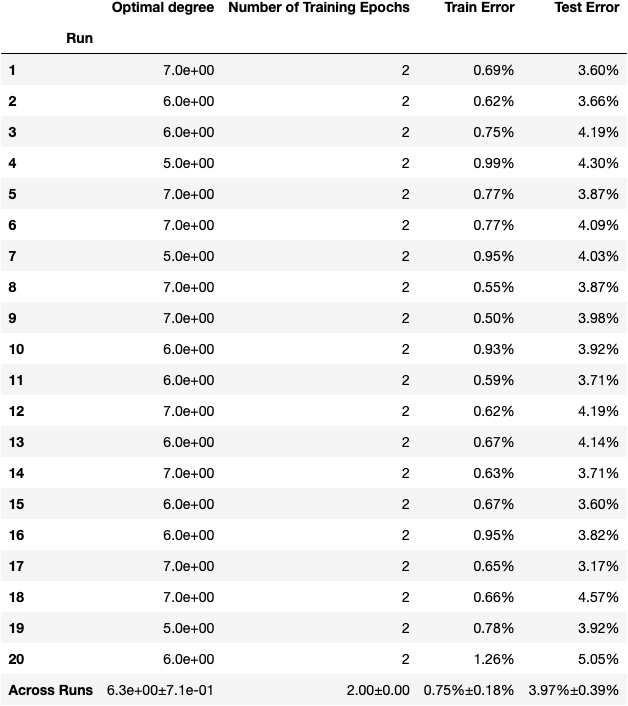 Optimal degree Number of Training Epochs Train Error Test Error
Run
1 7.0e+00 2 0.69% 3.60%
2 6.0e+00 2 0.62% 3.66%
3 6.0e+00 2 0.75% 4.19%
4 5.0e+00 2 0.99% 4.30%
5 7.0e+00 2 0.77% 3.87%
6 7.0e+00 2 0.77% 4.09%
7 5.0e+00 2 0.95% 4.03%
8 7.0e+00 2 0.55% 3.87%
9 7.0e+00 2 0.50% 3.98%
10 6.0e+00 2 0.93% 3.92%
11 6.0e+00 2 0.59% 3.71%
12 7.0e+00 2 0.62% 4.19%
13 6.0e+00 2 0.67% 4.14%
14 7.0e+00 2 0.63% 3.71%
15 6.0e+00 2 0.67% 3.60%
16 6.0e+00 2 0.95% 3.82%
17 7.0e+00 2 0.65% 3.17%
18 7.0e+00 2 0.66% 4.57%
19 5.0e+00 2 0.78% 3.92%
20 6.0e+00 2 1.26% 5.05%
Across Runs 6.3e+00±7.1e-01 2.00±0.00 0.75%±0.18% 3.97%±0.39%